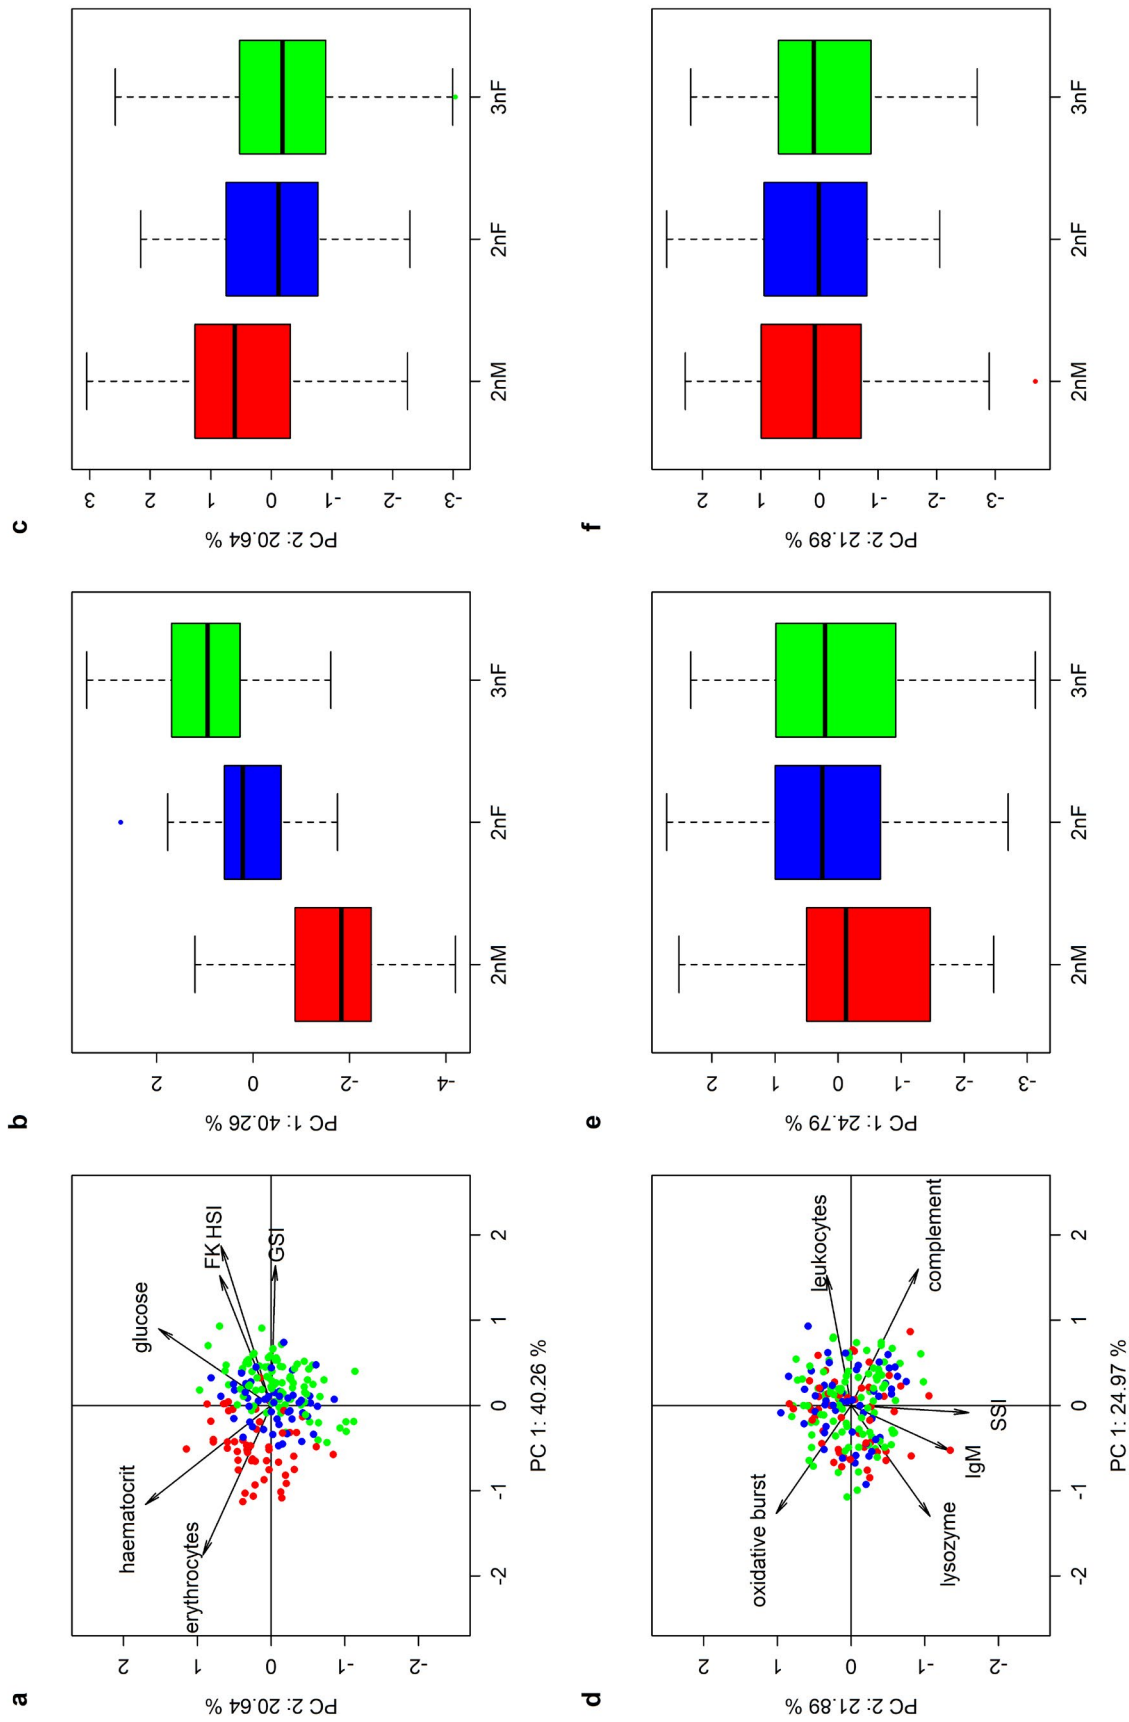 a
2
1
0
-1
-2
PC 2: 20.64 %
haematocrit
erythrocytes
glucose
FK HSI
GSI
-2
-1
0
1
2
PC 1: 40.26 %
b
2
0
-2
-4
PC 1: 40.26 %
2nM
2nF
3nF
c
3
2
1
0
-1
-2
-3
PC 2: 20.64 %
2nM
2nF
3nF
d
2
1
0
-1
-2
PC 2: 21.89 %
oxidative burst
leukocytes
complement
SSI
IgM
lysozyme
-2
-1
0
1
2
PC 1: 24.97 %
e
2
1
0
-1
-2
-3
PC 1: 24.79 %
2nM
2nF
3nF
f
2
1
0
-1
-2
-3
PC 2: 21.89 %
2nM
2nF
3nF